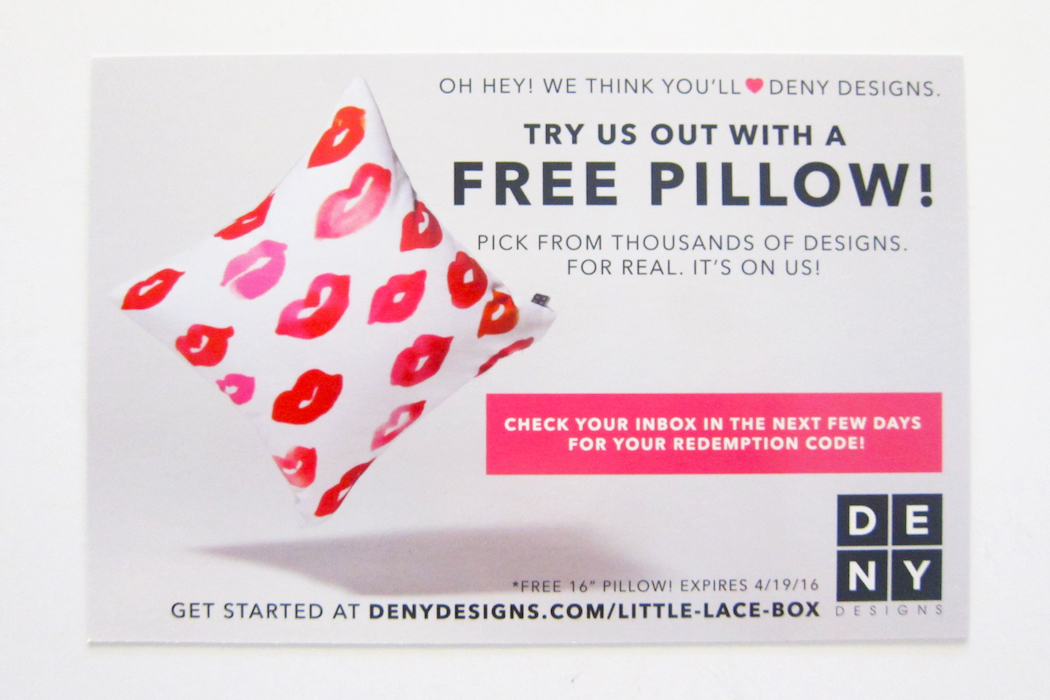 OH HEY! WE THINK YOU'LL ♥ DENY DESIGNS.
TRY US OUT WITH A
FREE PILLOW!
PICK FROM THOUSANDS OF DESIGNS.
FOR REAL. IT'S ON US!
CHECK YOUR INBOX IN THE NEXT FEW DAYS
FOR YOUR REDEMPTION CODE!
DE
NY
DESIGNS
*FREE 16" PILLOW! EXPIRES 4/19/16
GET STARTED AT DENYDESIGNS.COM/LITTLE-LACE-BOX